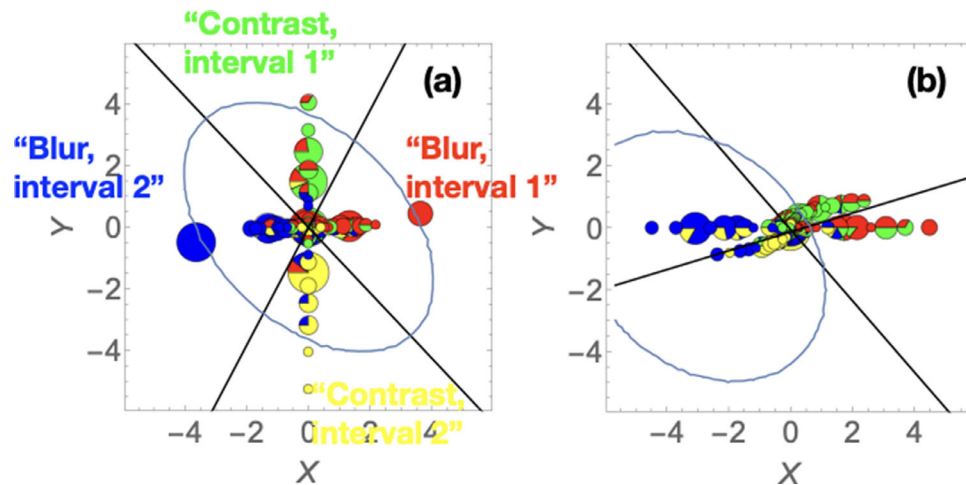 “Contrast,
interval 1”
(a)
“Blur,
interval 2”
“Blur,
interval 1”
“Contrast,
interval 2”
4
2
0
−2
−4
Y
−4 −2 0 2 4
X
(b)
4
2
0
−2
−4
Y
−4 −2 0 2 4
X